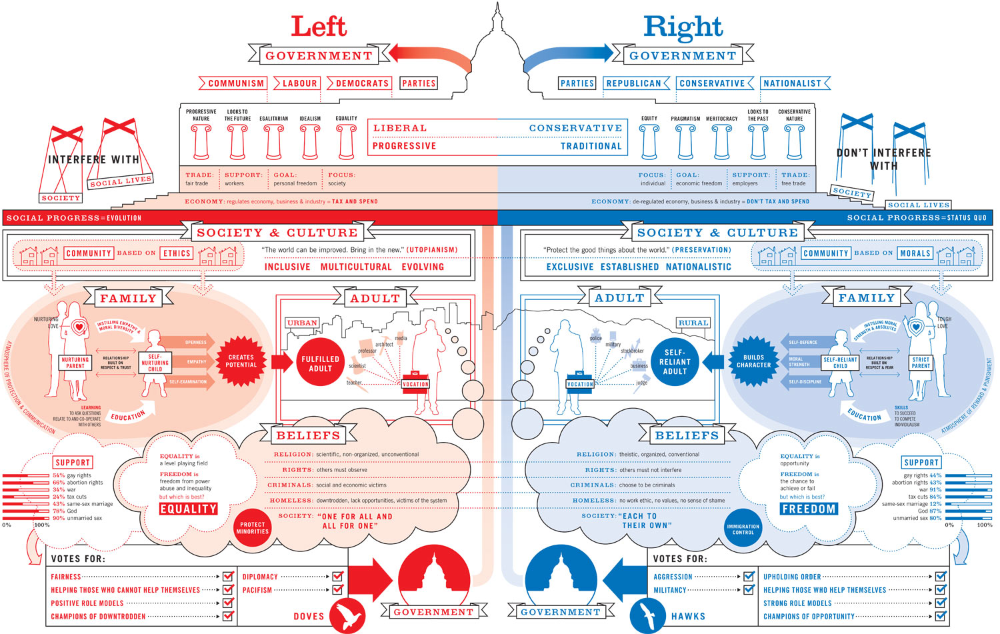 Left
GOVERNMENT
COMMUNISM
LABOUR
DEMOCRATS
PARTIES
Right
GOVERNMENT
PARTIES
REPUBLICAN
CONSERVATIVE
NATIONALIST
PROGRESSIVE
NATURE
LOOKS TO
THE FUTURE
EGALITARIAN
IDEALISM
EQUALITY
LIBERAL
CONSERVATIVE
PROGRESSIVE
TRADITIONAL
EQUITY
PRAGMATISM
MERITOCRACY
LOOKS TO
THE PAST
CONSERVATIVE
NATURE
INTERFERE WITH
SOCIETY
SOCIAL LIVES
DON'T INTERFERE
WITH
SOCIETY
SOCIAL LIVES
TRADE:
fair trade
SUPPORT:
workers
GOAL:
personal freedom
FOCUS:
society
FOCUS:
individual
GOAL:
economic freedom
SUPPORT:
employers
TRADE:
free trade
ECONOMY: regulates economy, business & industry = TAX AND SPEND
ECONOMY: de-regulated economy, business & industry = DON'T TAX AND SPEND
SOCIAL PROGRESS=EVOLUTION
SOCIAL PROGRESS=STATUS QUO
SOCIETY & CULTURE
COMMUNITY BASED ON ETHICS
“The world can be improved. Bring in the new.” (UTOPIANISM)
INCLUSIVE MULTICULTURAL EVOLVING
SOCIETY & CULTURE
“Protect the good things about the world.” (PRESERVATION)
EXCLUSIVE ESTABLISHED NATIONALISTIC
COMMUNITY BASED ON MORALS
FAMILY
NURTURING
LOVE
INSTILLING EMPATHY &
MORAL DIVERSITY
NURTURING
PARENT
RELATIONSHIP
BUILT ON
RESPECT & TRUST
SELF-
NURTURING
CHILD
OPENNESS
EMPATHY
SELF-EXAMINATION
CREATES
POTENTIAL
LEARNING
TO ASK QUESTIONS
RELATE TO AND CO-OPERATE
WITH OTHERS
EDUCATION
ATMOSPHERE OF PROTECTION & COMMUNICATION
ADULT
URBAN
FULFILLED
ADULT
media
architect
professor
scientist
teacher
VOCATION
ADULT
RURAL
police
military
stockbroker
business
judge
VOCATION
SELF-
RELIANT
ADULT
FAMILY
TOUGH
LOVE
INSTILLING MORAL
STRENGTH & ABSOLUTES
BUILDS
CHARACTER
SELF-DEFENCE
MORAL
STRENGTH
SELF-DISCIPLINE
SELF-RELIANT
CHILD
RELATIONSHIP
BUILT ON
RESPECT & FEAR
STRICT
PARENT
EDUCATION
SKILLS
TO SUCCEED
TO COMPETE
INDIVIDUALISM
ATMOSPHERE OF REWARD & PUNISHMENT
BELIEFS
RELIGION: scientific, non-organized, unconventional
RIGHTS: others must observe
CRIMINALS: social and economic victims
HOMELESS: downtrodden, lack opportunities, victims of the system
SOCIETY: “ONE FOR ALL AND
ALL FOR ONE”
BELIEFS
RELIGION: theistic, organized, conventional
RIGHTS: others must not interfere
CRIMINALS: choose to be criminals
HOMELESS: no work ethic, no values, no sense of shame
SOCIETY: “EACH TO
THEIR OWN”
SUPPORT
54% gay rights
66% abortion rights
34% war
24% tax cuts
43% same-sex marriage
78% God
90% unmarried sex
0% 100%
EQUALITY is
a level playing field
FREEDOM is
freedom from power
abuse and inequality
but which is best?
EQUALITY
PROTECT
MINORITIES
IMMIGRATION
CONTROL
EQUALITY is
opportunity
FREEDOM is
the chance to
achieve or fail
but which is best?
FREEDOM
SUPPORT
gay rights 44%
abortion rights 43%
war 91%
tax cuts 84%
same-sex marriage 12%
God 87%
unmarried sex 80%
0% 100%
VOTES FOR:
FAIRNESS
HELPING THOSE WHO CANNOT HELP THEMSELVES
POSITIVE ROLE MODELS
CHAMPIONS OF DOWNTRODDEN
DIPLOMACY
PACIFISM
DOVES
GOVERNMENT
GOVERNMENT
VOTES FOR:
AGGRESSION
MILITANCY
HAWKS
UPHOLDING ORDER
HELPING THOSE WHO HELP THEMSELVES
STRONG ROLE MODELS
CHAMPIONS OF OPPORTUNITY